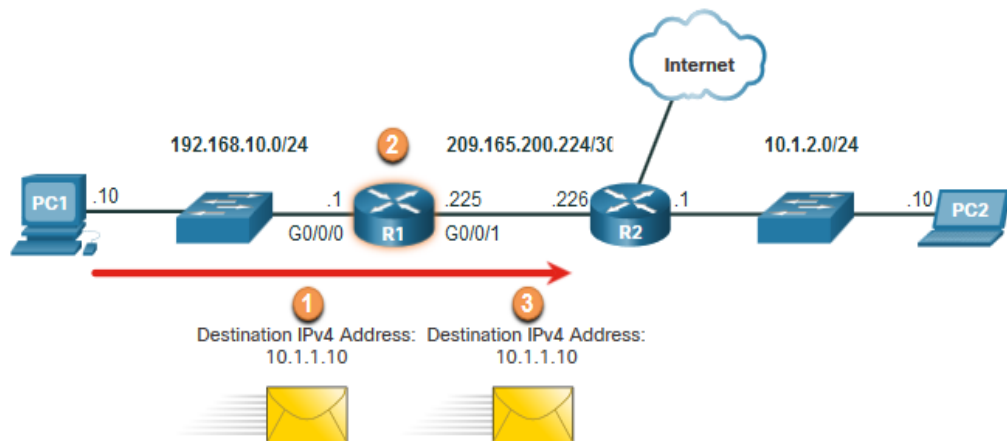 Internet
192.168.10.0/24
2
209.165.200.224/30
10.1.2.0/24
PC1
.10
.1
R1
.225
.226
R2
.1
.10
PC2
G0/0/0
G0/0/1
1
3
Destination IPv4 Address:
10.1.1.10
Destination IPv4 Address:
10.1.1.10